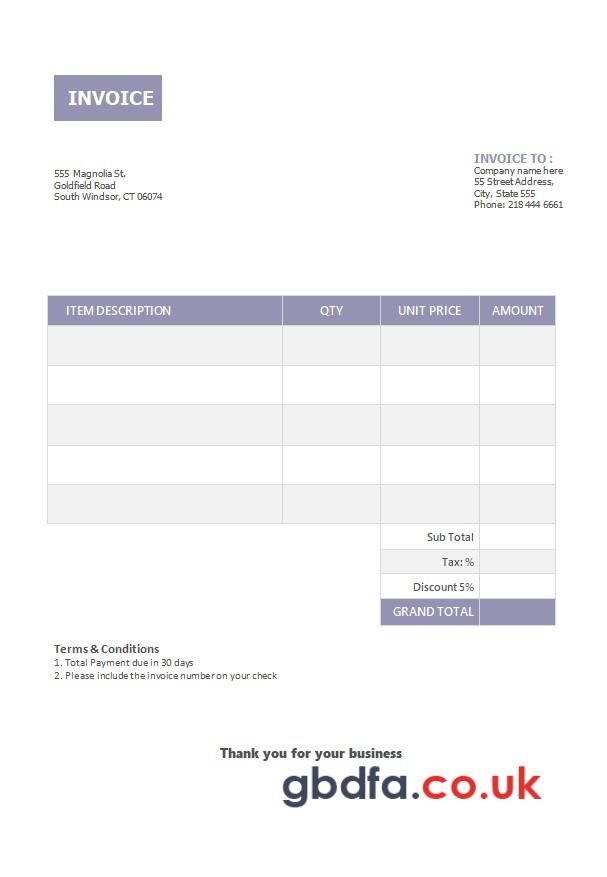 INVOICE
555 Magnolia St.
Goldfield Road
South Windsor, CT 06074
INVOICE TO :
Company name here
55 Street Address,
City, State 555
Phone: 218 444 6661
ITEM DESCRIPTION QTY UNIT PRICE AMOUNT
Sub Total
Tax: %
Discount 5%
GRAND TOTAL
Terms & Conditions
1. Total Payment due in 30 days
2. Please include the invoice number on your check
Thank you for your business
gbdfa.co.uk